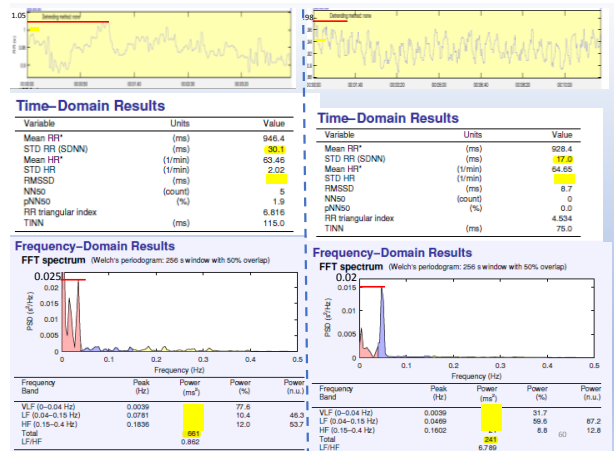 1.05
Detrending method: none
Time–Domain Results
Variable Units Value
Mean RR* (ms) 946.4
STD RR (SDNN) (ms) 30.1
Mean HR* (1/min) 63.46
STD HR (1/min) 2.02
RMSSD (ms)
NN50 (count) 5
pNN50 (%) 1.9
RR triangular index 6.816
TINN (ms) 115.0
Frequency–Domain Results
FFT spectrum (Welch's periodogram: 256 s window with 50% overlap)
0.025
0.02
0.015
0.01
0.005
0
PSD (s²/Hz)
0 0.1 0.2 0.3 0.4 0.5
Frequency (Hz)
Frequency Peak Power Power Power
Band (Hz) (ms²) (%) (n.u.)
VLF (0–0.04 Hz) 0.0039 77.6
LF (0.04–0.15 Hz) 0.0781 10.4 46.3
HF (0.15–0.4 Hz) 0.1836 12.0 53.7
Total 661
LF/HF 0.862
98
Detrending method: none
Time–Domain Results
Variable Units Value
Mean RR* (ms) 928.4
STD RR (SDNN) (ms) 17.0
Mean HR* (1/min) 64.65
STD HR (1/min)
RMSSD (ms) 8.7
NN50 (count) 0
pNN50 (%) 0.0
RR triangular index 4.534
TINN (ms) 75.0
Frequency–Domain Results
FFT spectrum (Welch's periodogram: 256 s window with 50% overlap)
0.02
0.015
0.01
0.005
0
PSD (s²/Hz)
0 0.1 0.2 0.3 0.4 0.5
Frequency (Hz)
Frequency Peak Power Power Power
Band (Hz) (ms²) (%) (n.u.)
VLF (0–0.04 Hz) 0.0039 31.7
LF (0.04–0.15 Hz) 0.0469 59.6 87.2
HF (0.15–0.4 Hz) 0.1602 8.8 12.8
Total 241
LF/HF 6.789
60